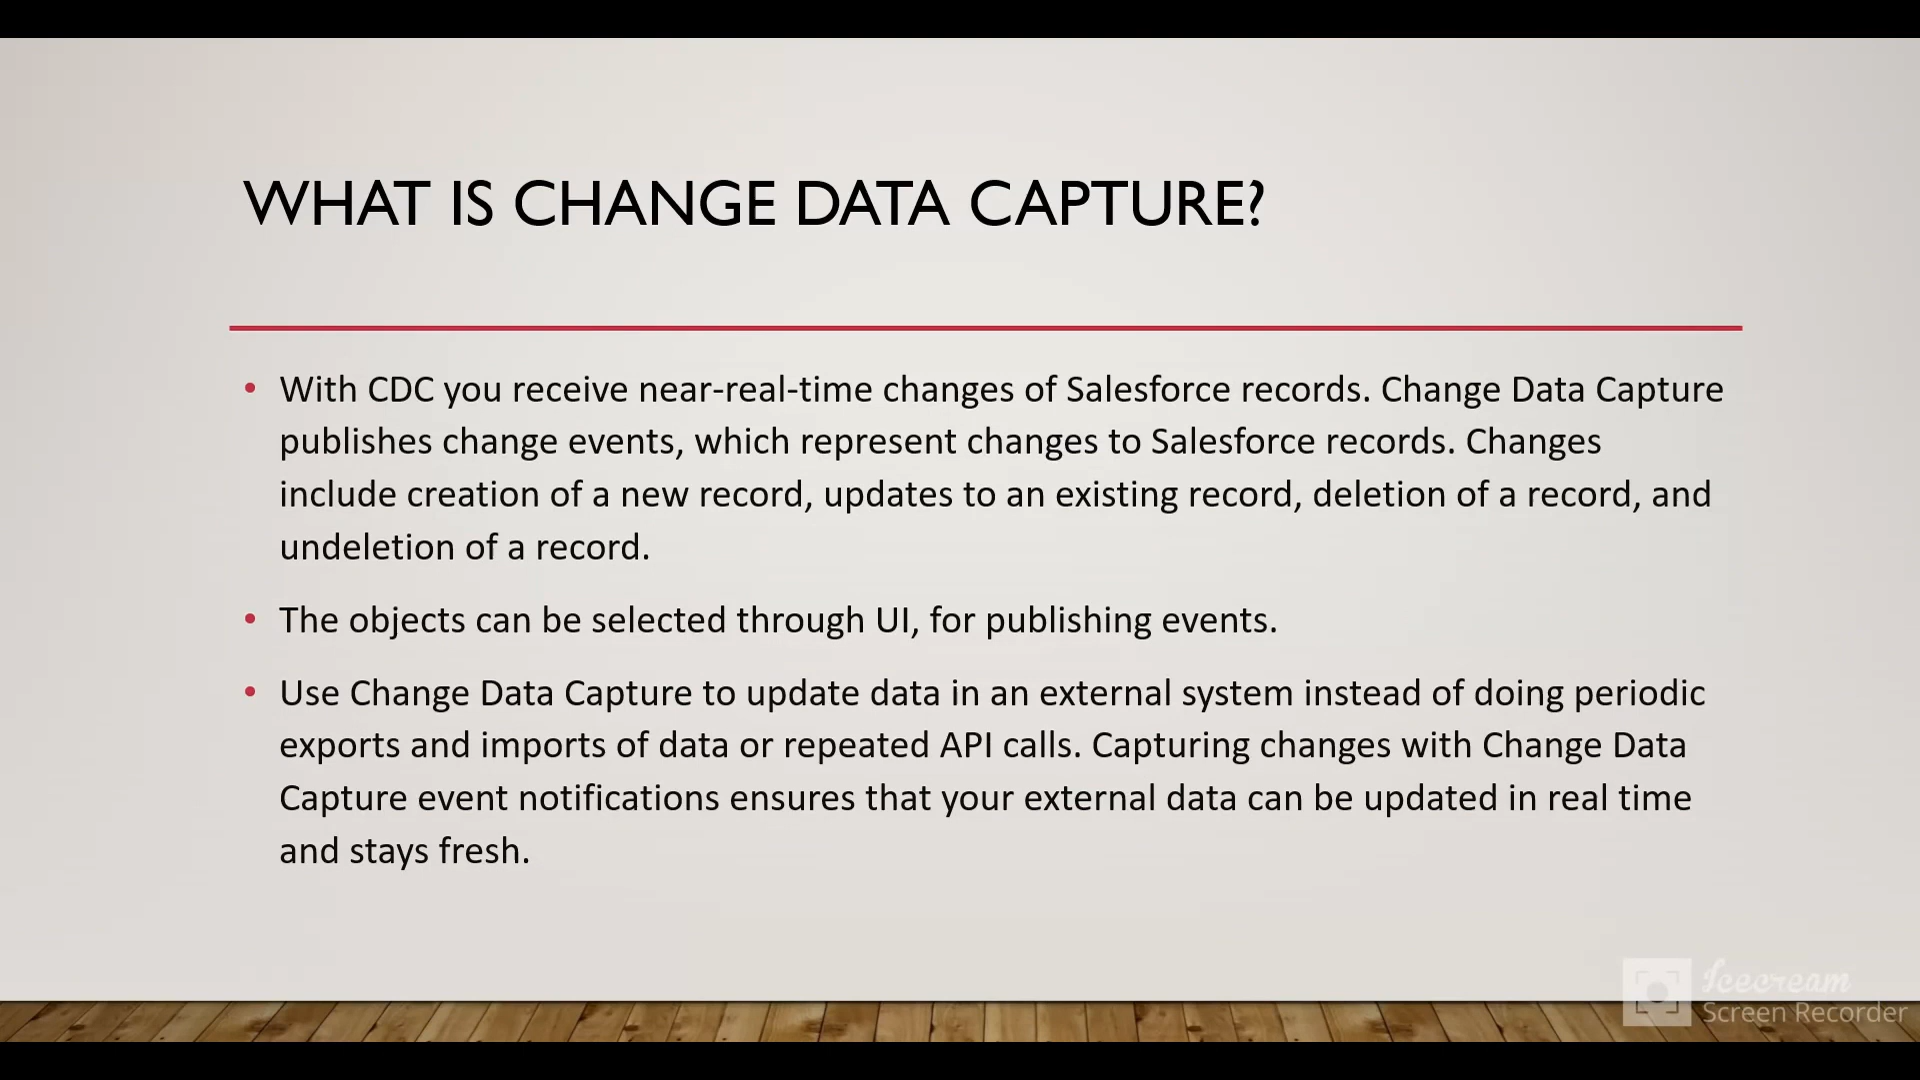 WHAT IS CHANGE DATA CAPTURE?
• With CDC you receive near-real-time changes of Salesforce records. Change Data Capture
publishes change events, which represent changes to Salesforce records. Changes
include creation of a new record, updates to an existing record, deletion of a record, and
undeletion of a record.
• The objects can be selected through UI, for publishing events.
• Use Change Data Capture to update data in an external system instead of doing periodic
exports and imports of data or repeated API calls. Capturing changes with Change Data
Capture event notifications ensures that your external data can be updated in real time
and stays fresh.
Icecream
Screen Recorder